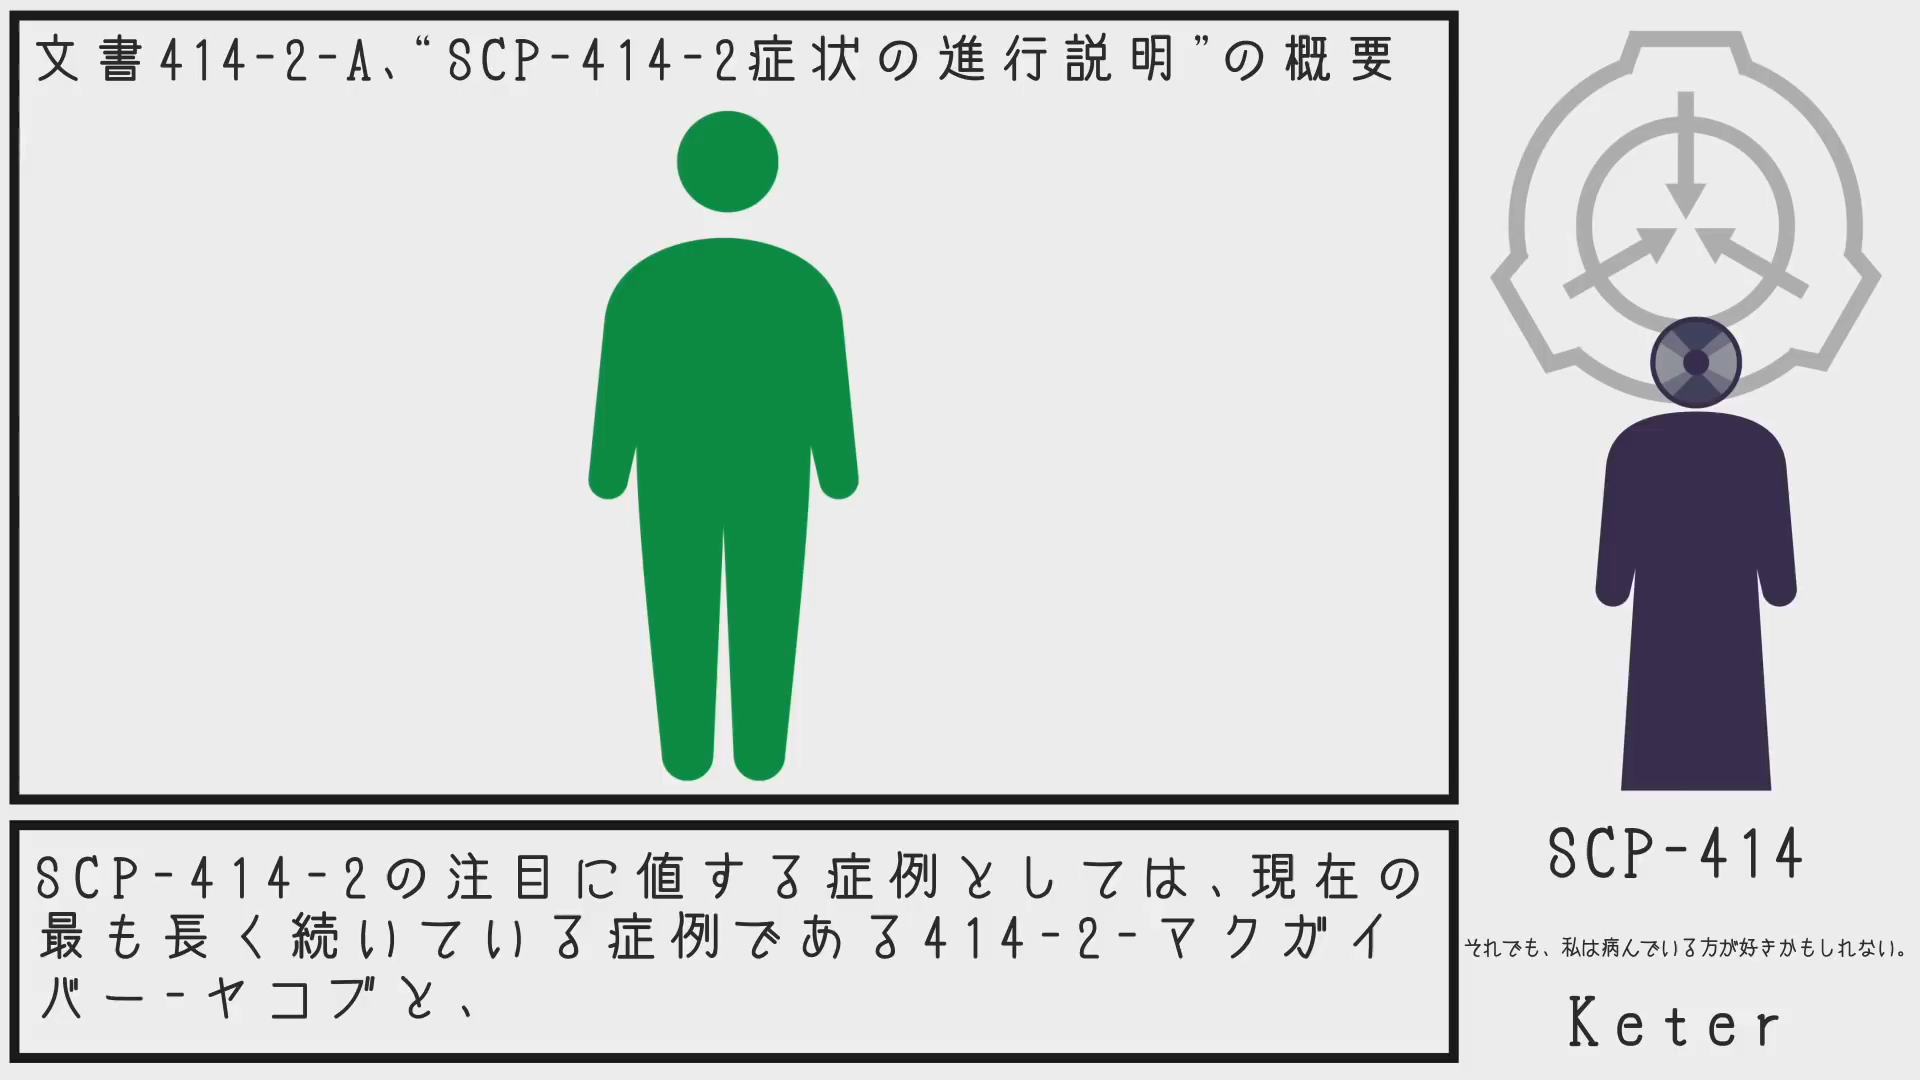 文書414-2-A、“SCP-414-2症状の進行説明”の概要
SCP-414-2の注目に値する症例としては、現在の
最も長く続いている症例である414-2-マクガイ
バー-ヤコブと、
SCP-414
それでも、私は病んでいる方が好きかもしれない。
Keter